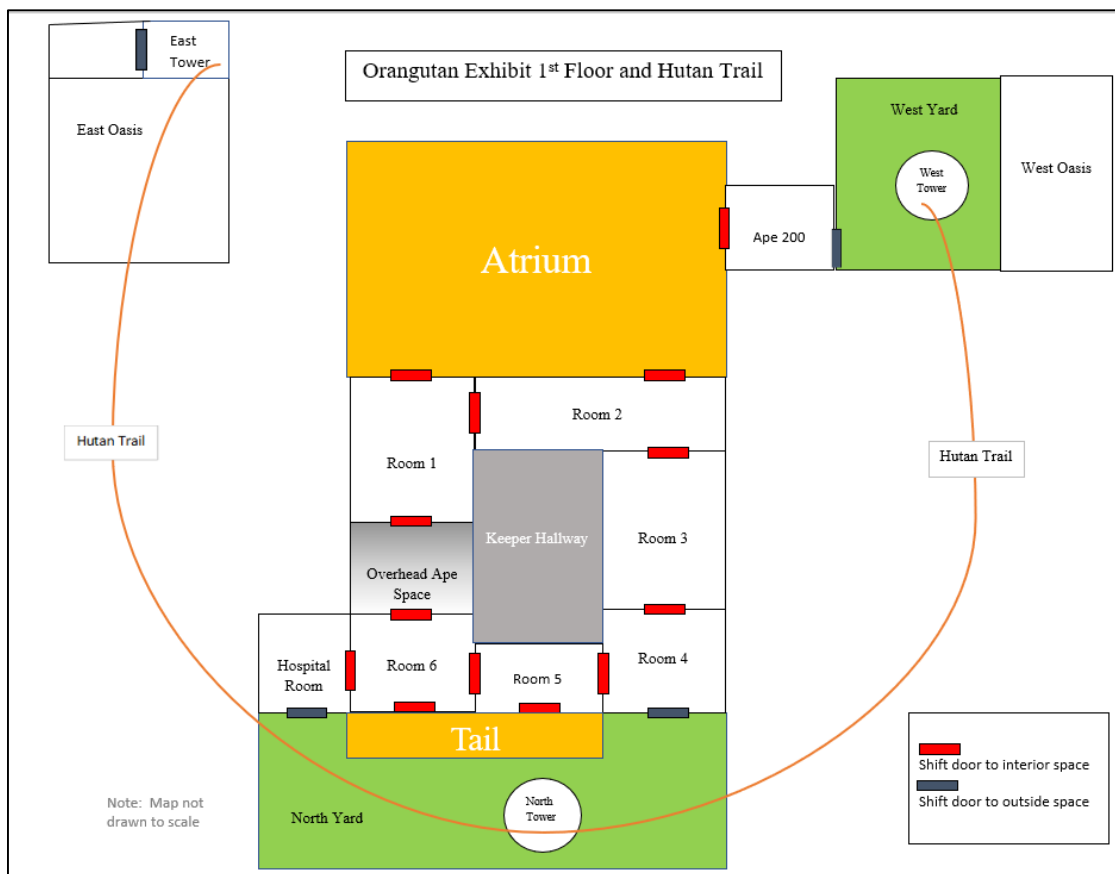 East
Tower
Orangutan Exhibit 1st Floor and Hutan Trail
East Oasis
West Yard
West
Tower
West Oasis
Ape 200
Atrium
Room 2
Hutan Trail
Hutan Trail
Room 1
Keeper Hallway
Room 3
Overhead Ape
Space
Hospital
Room
Room 6
Room 5
Room 4
Tail
Shift door to interior space
Shift door to outside space
Note: Map not
drawn to scale
North Yard
North
Tower